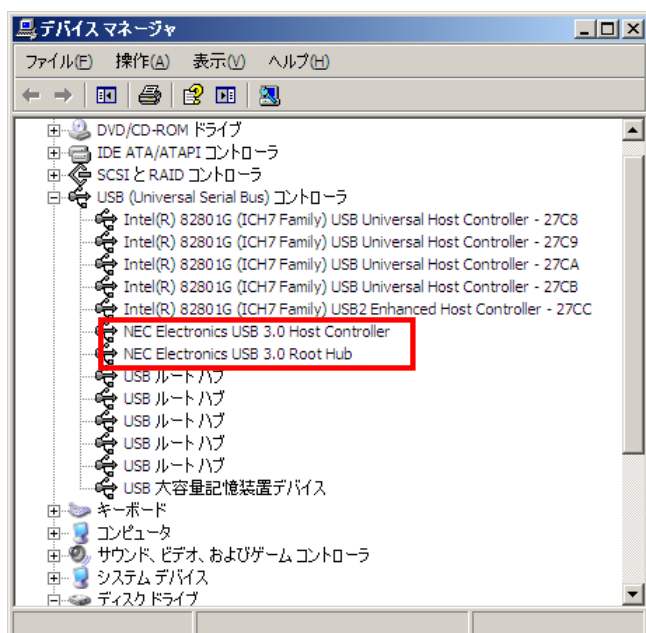 デバイス マネージャ
ファイル(F) 操作(A) 表示(V) ヘルプ(H)
DVD/CD-ROM ドライブ
IDE ATA/ATAPI コントローラ
SCSI と RAID コントローラ
USB (Universal Serial Bus) コントローラ
Intel(R) 82801G (ICH7 Family) USB Universal Host Controller - 27C8
Intel(R) 82801G (ICH7 Family) USB Universal Host Controller - 27C9
Intel(R) 82801G (ICH7 Family) USB Universal Host Controller - 27CA
Intel(R) 82801G (ICH7 Family) USB Universal Host Controller - 27CB
Intel(R) 82801G (ICH7 Family) USB2 Enhanced Host Controller - 27CC
NEC Electronics USB 3.0 Host Controller
NEC Electronics USB 3.0 Root Hub
USB ルート ハブ
USB ルート ハブ
USB ルート ハブ
USB ルート ハブ
USB ルート ハブ
USB 大容量記憶装置デバイス
キーボード
コンピュータ
サウンド、ビデオ、およびゲーム コントローラ
システム デバイス
ディスク ドライブ